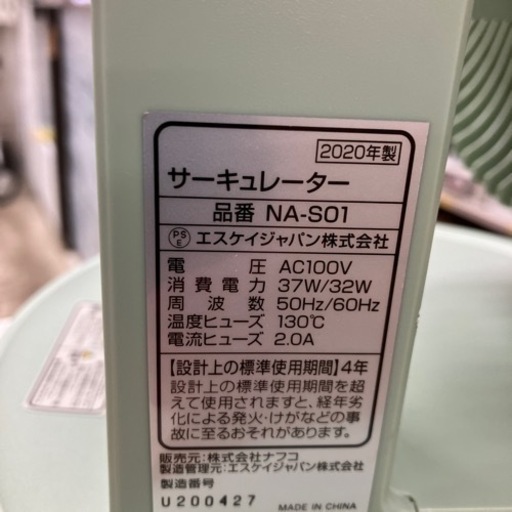 2020年製
サーキュレーター
品番 NA-S01
PSE エスケイジャパン株式会社
電圧 AC100V
消費電力 37W/32W
周波数 50Hz/60Hz
温度ヒューズ 130℃
電流ヒューズ 2.0A
【設計上の標準使用期間】4年
設計上の標準使用期間を超
えて使用されますと、経年劣
化による発火・けがなどの事
故に至るおそれがあります。
販売元:株式会社ナフコ
製造管理元:エスケイジャパン株式会社
製造番号
U200427 MADE IN CHINA